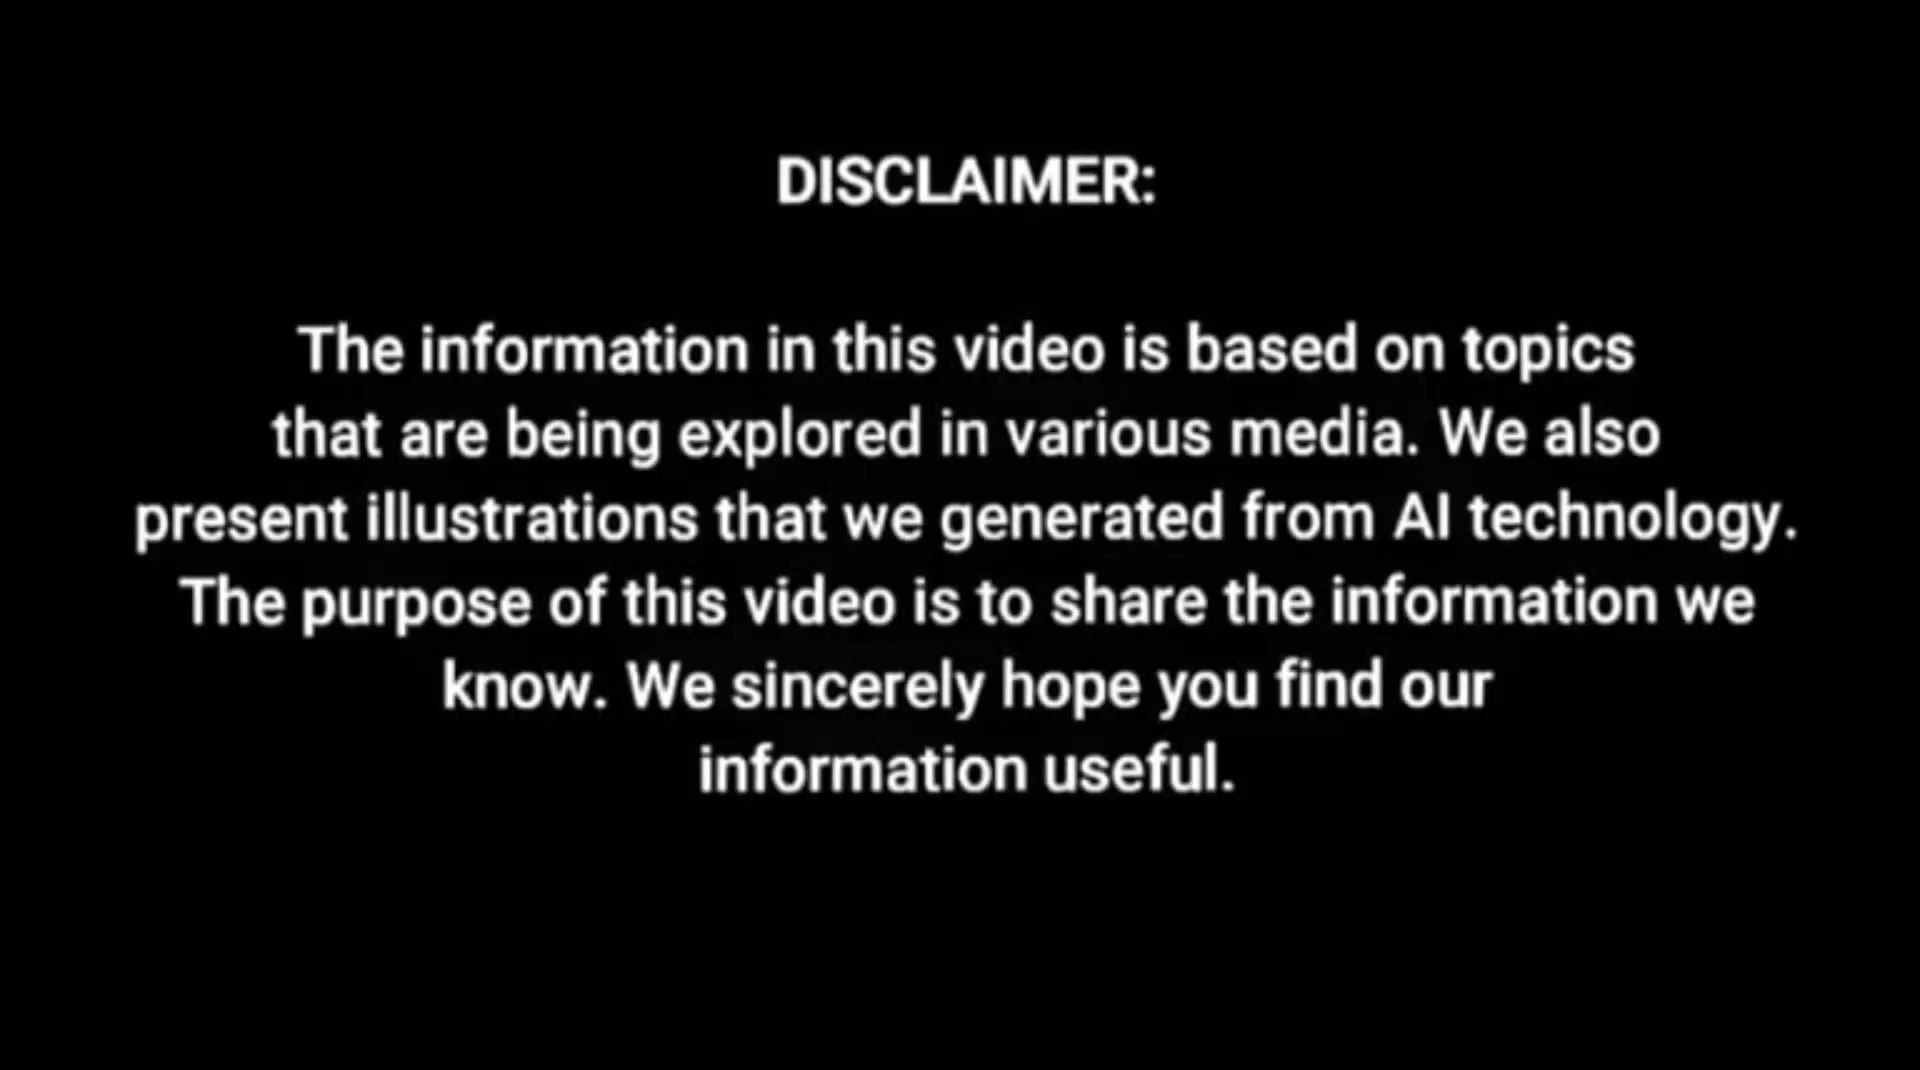 DISCLAIMER:
The information in this video is based on topics
that are being explored in various media. We also
present illustrations that we generated from AI technology.
The purpose of this video is to share the information we
know. We sincerely hope you find our
information useful.